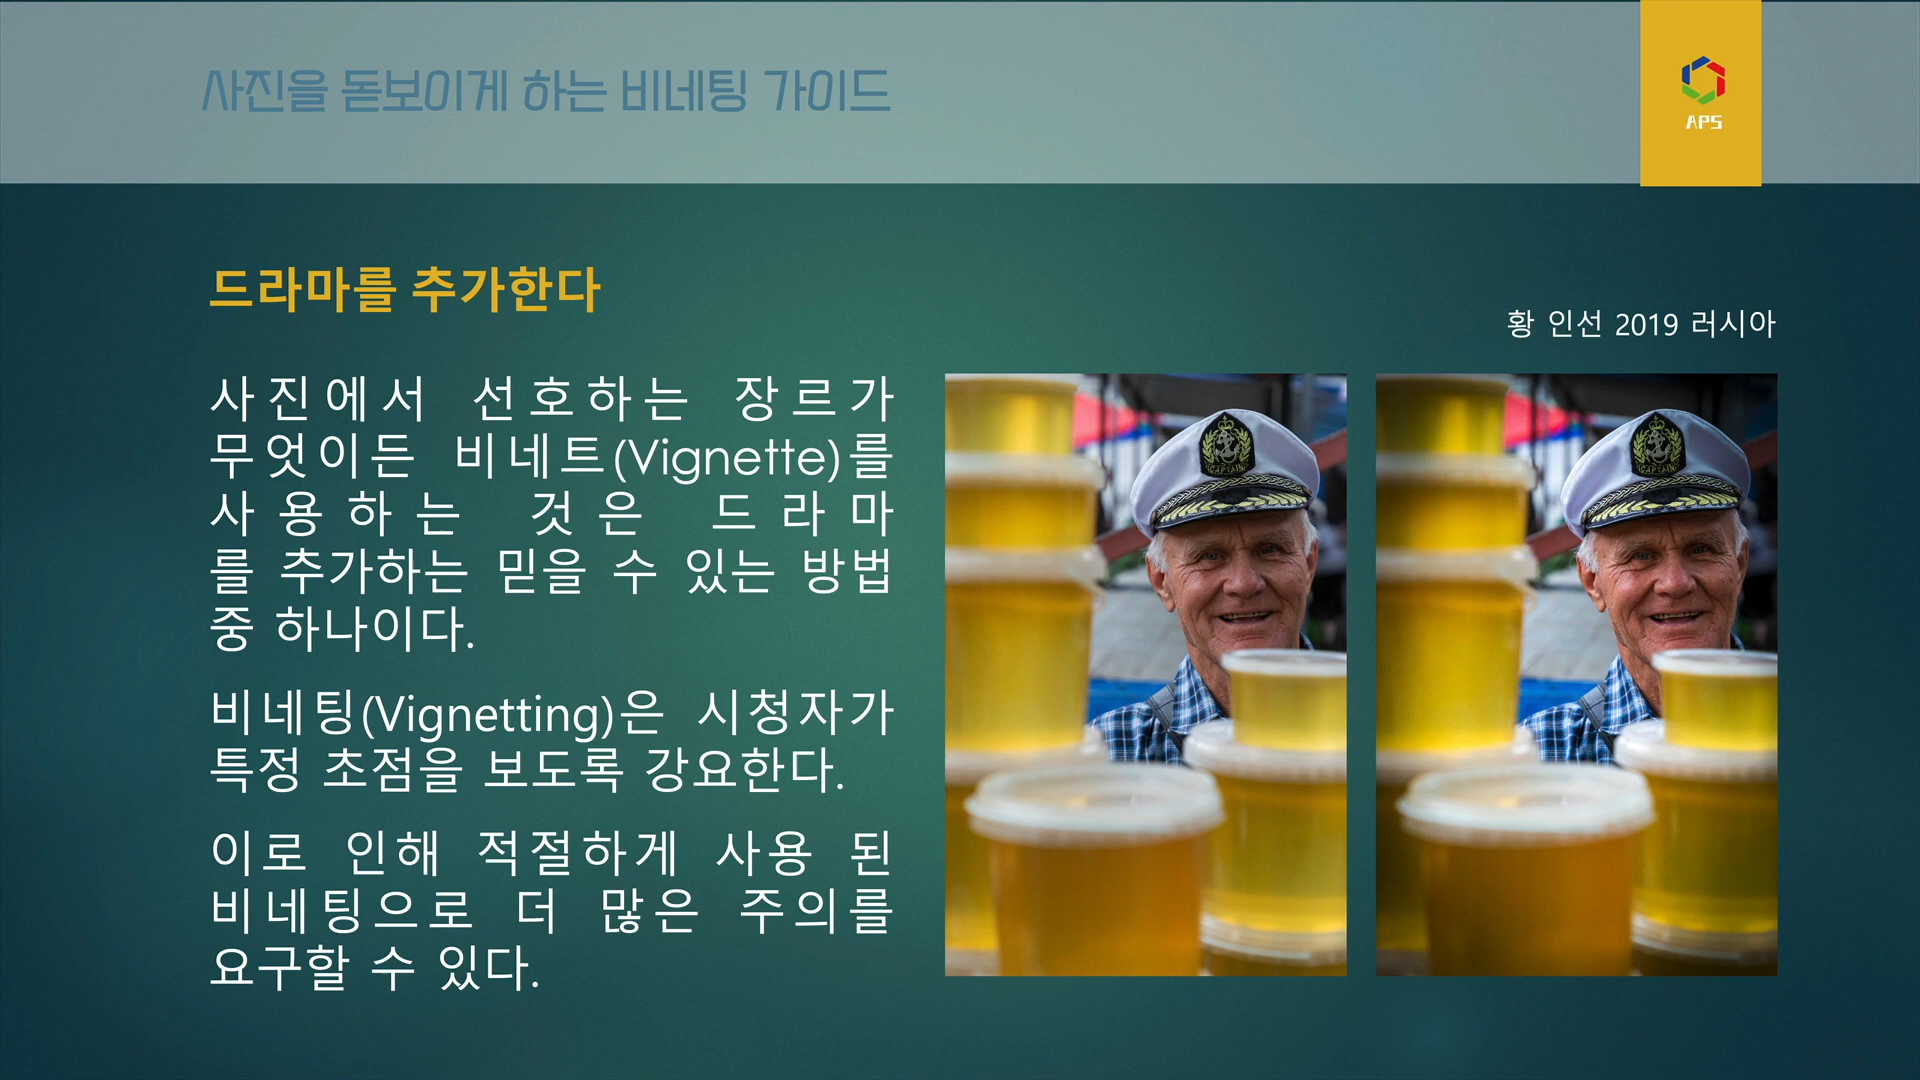 사진을 돋보이게 하는 비네팅 가이드
APS
드라마를 추가한다
황 인선 2019 러시아
사진에서 선호하는 장르가
무엇이든 비네트(Vignette)를
사용하는 것은 드라마
를 추가하는 믿을 수 있는 방법
중 하나이다.
비네팅(Vignetting)은 시청자가
특정 초점을 보도록 강요한다.
이로 인해 적절하게 사용 된
비네팅으로 더 많은 주의를
요구할 수 있다.
CAPTAIN
CAPTAIN